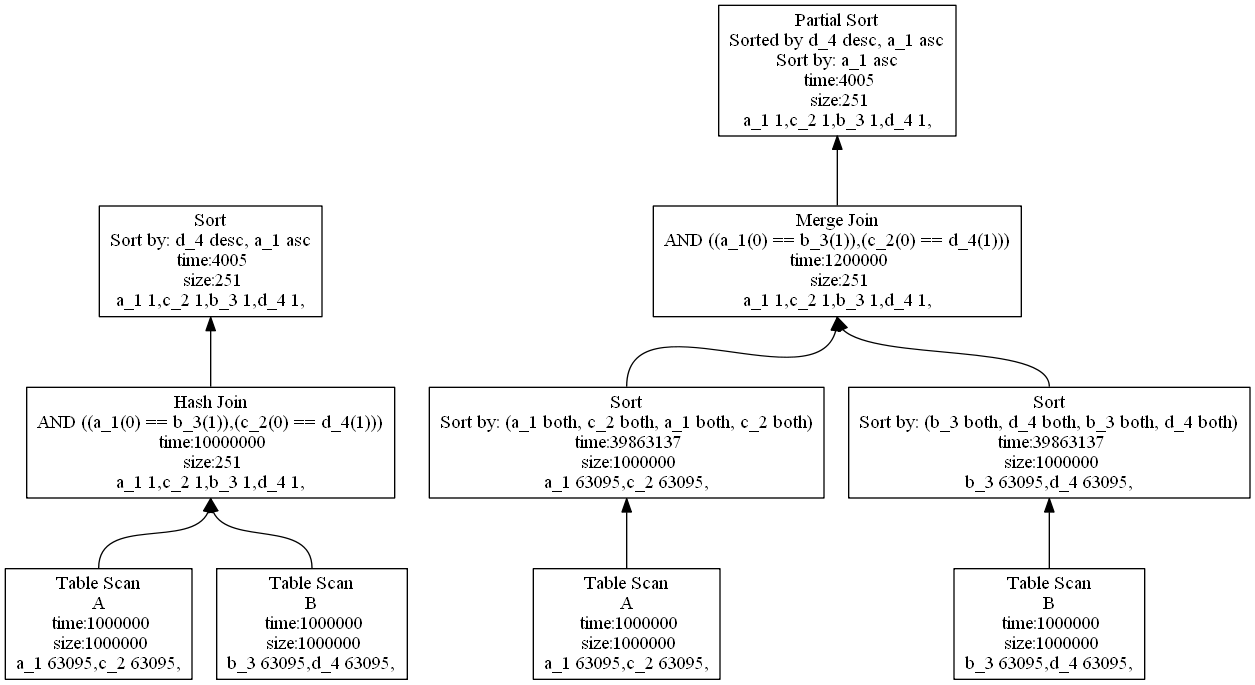 Partial Sort
Sorted by d_4 desc, a_1 asc
Sort by: a_1 asc
time:4005
size:251
a_1 1,c_2 1,b_3 1,d_4 1,
Sort
Sort by: d_4 desc, a_1 asc
time:4005
size:251
a_1 1,c_2 1,b_3 1,d_4 1,
Merge Join
AND ((a_1(0) == b_3(1)),(c_2(0) == d_4(1)))
time:1200000
size:251
a_1 1,c_2 1,b_3 1,d_4 1,
Hash Join
AND ((a_1(0) == b_3(1)),(c_2(0) == d_4(1)))
time:10000000
size:251
a_1 1,c_2 1,b_3 1,d_4 1,
Sort
Sort by: (a_1 both, c_2 both, a_1 both, c_2 both)
time:39863137
size:1000000
a_1 63095,c_2 63095,
Sort
Sort by: (b_3 both, d_4 both, b_3 both, d_4 both)
time:39863137
size:1000000
b_3 63095,d_4 63095,
Table Scan
A
time:1000000
size:1000000
a_1 63095,c_2 63095,
Table Scan
B
time:1000000
size:1000000
b_3 63095,d_4 63095,
Table Scan
A
time:1000000
size:1000000
a_1 63095,c_2 63095,
Table Scan
B
time:1000000
size:1000000
b_3 63095,d_4 63095,